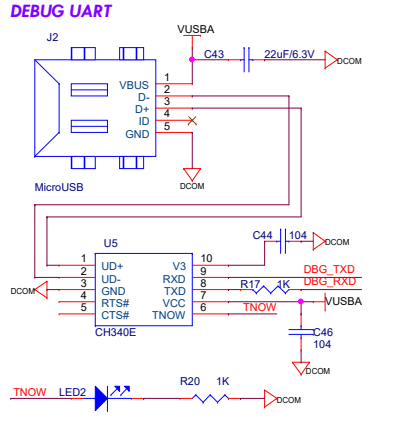 DEBUG UART
J2
VUSBA
C43
22uF/6.3V
DCOM
VBUS 1
D- 2
D+ 3
ID 4
GND 5
DCOM
MicroUSB
U5
C44 104
DCOM
1 UD+ V3 10
2 UD- RXD 9 DBG_TXD
DCOM 3 GND TXD 8 R17 1K DBG_RXD
4 RTS# VCC 7 VUSBA
5 CTS# TNOW 6 TNOW
CH340E
C46
104
DCOM
TNOW LED2 R20 1K DCOM